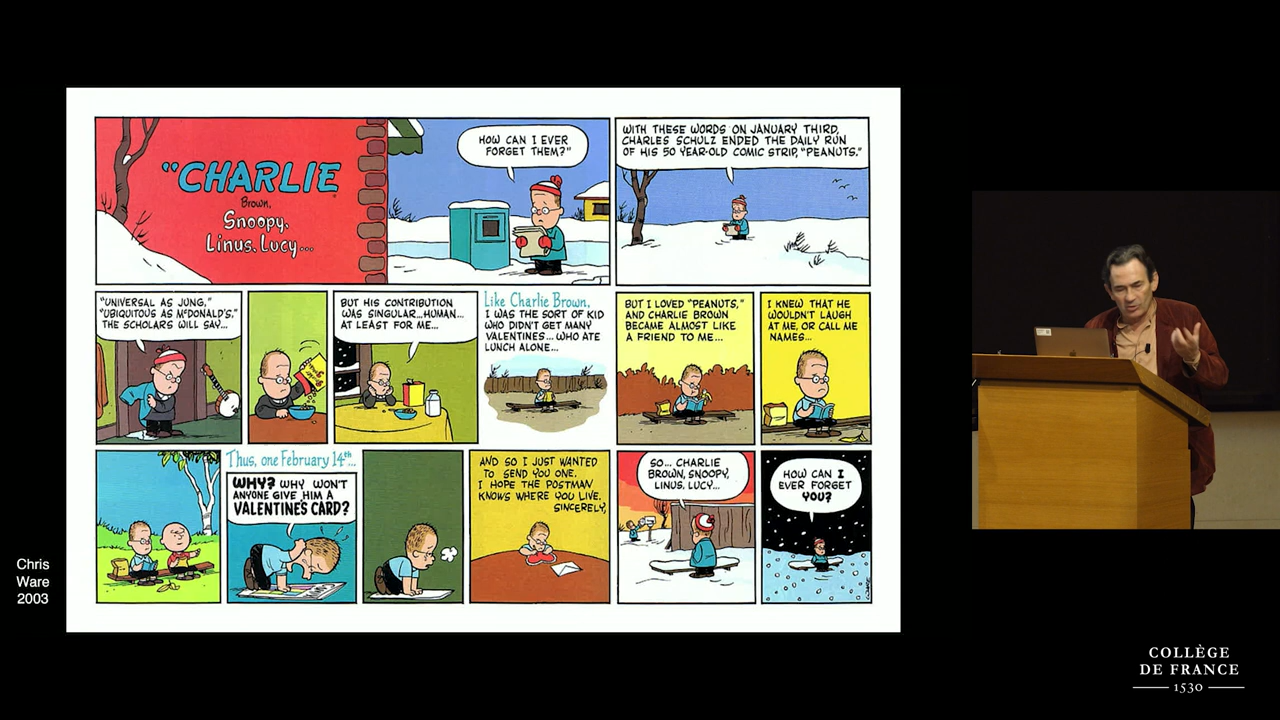 "CHARLIE
Brown,
Snoopy,
Linus, Lucy...
HOW CAN I EVER
FORGET THEM?"
WITH THESE WORDS ON JANUARY THIRD,
CHARLES SCHULZ ENDED THE DAILY RUN
OF HIS 50 YEAR-OLD COMIC STRIP, "PEANUTS."
"UNIVERSAL AS JUNG,"
"UBIQUITOUS AS McDONALD'S,"
THE SCHOLARS WILL SAY...
BUT HIS CONTRIBUTION
WAS SINGULAR...HUMAN...
AT LEAST FOR ME...
Like Charlie Brown,
I WAS THE SORT OF KID
WHO DIDN'T GET MANY
VALENTINES... WHO ATE
LUNCH ALONE...
BUT I LOVED "PEANUTS,"
AND CHARLIE BROWN
BECAME ALMOST LIKE
A FRIEND TO ME...
I KNEW THAT HE
WOULDN'T LAUGH
AT ME, OR CALL ME
NAMES...
Thus, one February 14th...
WHY? WHY WON'T
ANYONE GIVE HIM A
VALENTINE'S CARD?
AND SO I JUST WANTED
TO SEND YOU ONE.
I HOPE THE POSTMAN
KNOWS WHERE YOU LIVE.
SINCERELY,
SO... CHARLIE
BROWN, SNOOPY,
LINUS, LUCY...
HOW CAN I
EVER FORGET
YOU?
Chris
Ware
2003
COLLÈGE
DE FRANCE
1530